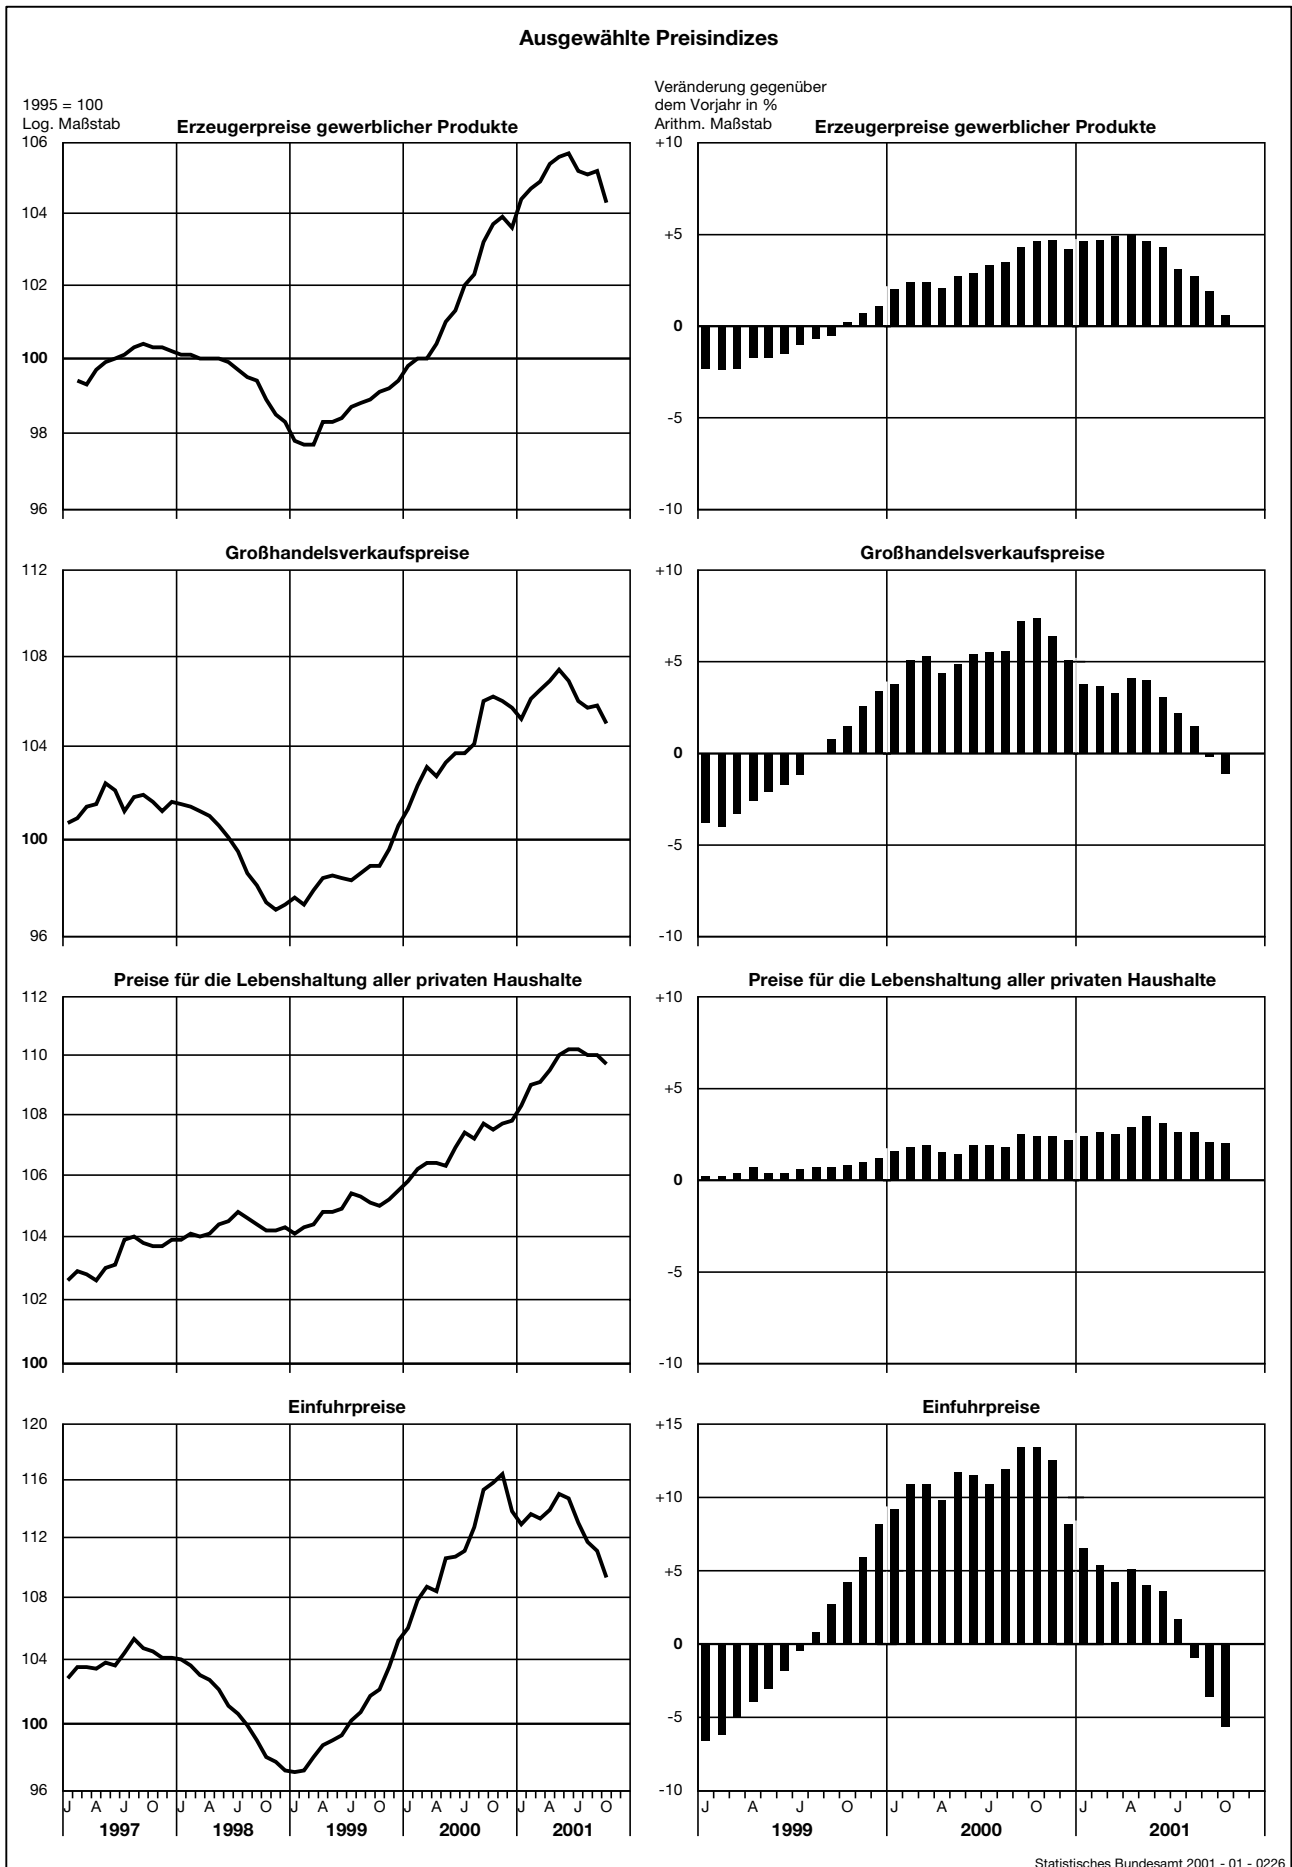 Ausgewählte Preisindizes
1995 = 100
Log. Maßstab
Erzeugerpreise gewerblicher Produkte
106
104
102
100
98
96
Veränderung gegenüber
dem Vorjahr in %
Arithm. Maßstab
Erzeugerpreise gewerblicher Produkte
+10
+5
0
-5
-10
Großhandelsverkaufspreise
112
108
104
100
96
Großhandelsverkaufspreise
+10
+5
0
-5
-10
Preise für die Lebenshaltung aller privaten Haushalte
112
110
108
106
104
102
100
Preise für die Lebenshaltung aller privaten Haushalte
+10
+5
0
-5
-10
Einfuhrpreise
120
116
112
108
104
100
96
J A J O J A J O J A J O J A J O J A J O
1997 1998 1999 2000 2001
Einfuhrpreise
+15
+10
+5
0
-5
-10
J A J O J A J O J A J O
1999 2000 2001
Statistisches Bundesamt 2001 - 01 - 0226